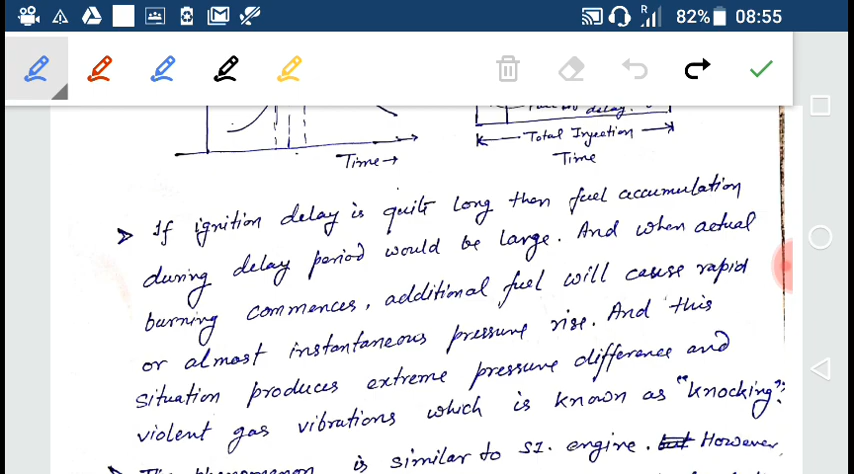 R
82%
08:55
delay.
Total Injection
Time
Time
If ignition delay is quite long then fuel accumulation
during delay period would be large. And when actual
burning commences, additional fuel will cause rapid
or almost instantaneous pressure rise. And this
situation produces extreme pressure difference and
violent gas vibrations which is known as "knocking".
phenomenon is similar to SI. engine. but However